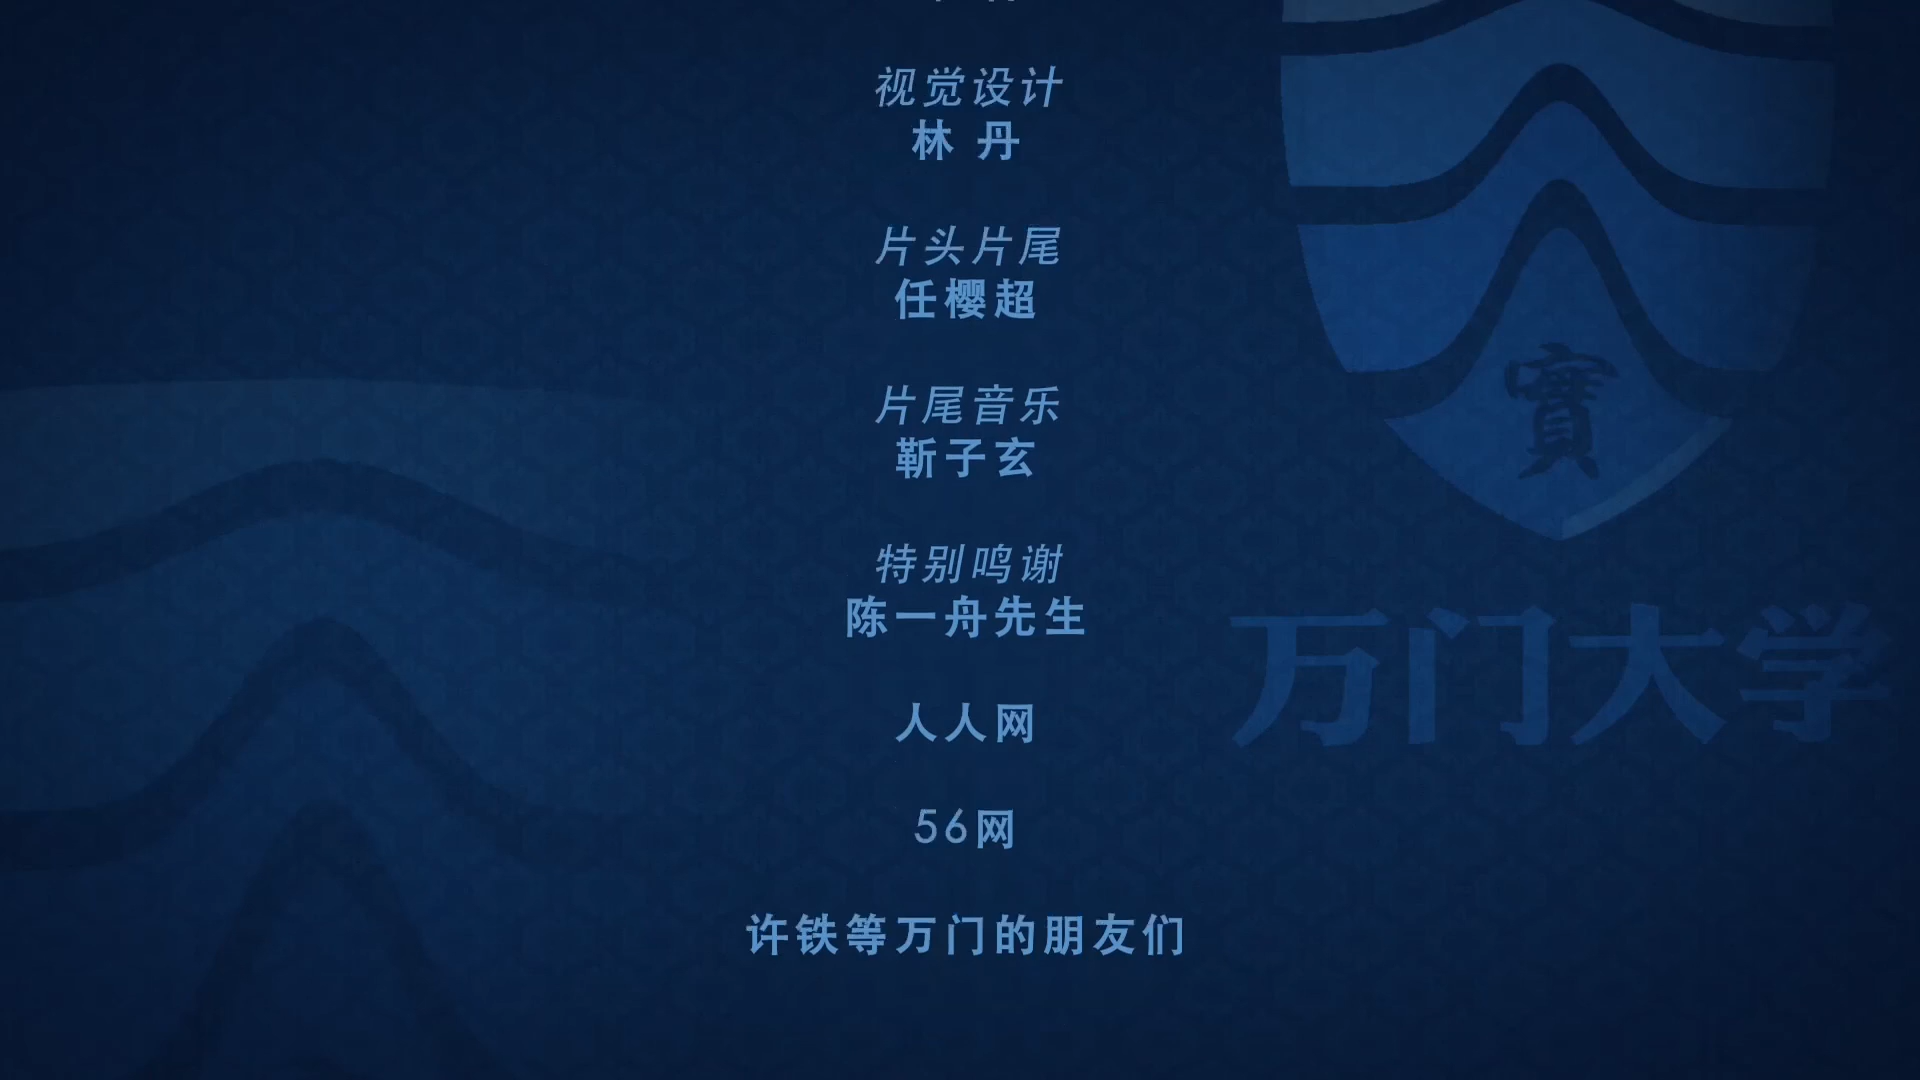 视觉设计
林 丹
片头片尾
任樱超
片尾音乐
靳子玄
特别鸣谢
陈一舟先生
人人网
56网
许铁等万门的朋友们
實
万门大学